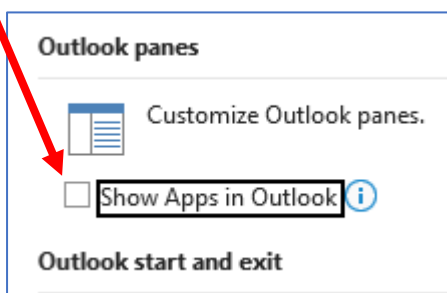 Outlook panes
Customize Outlook panes.
Show Apps in Outlook
Outlook start and exit